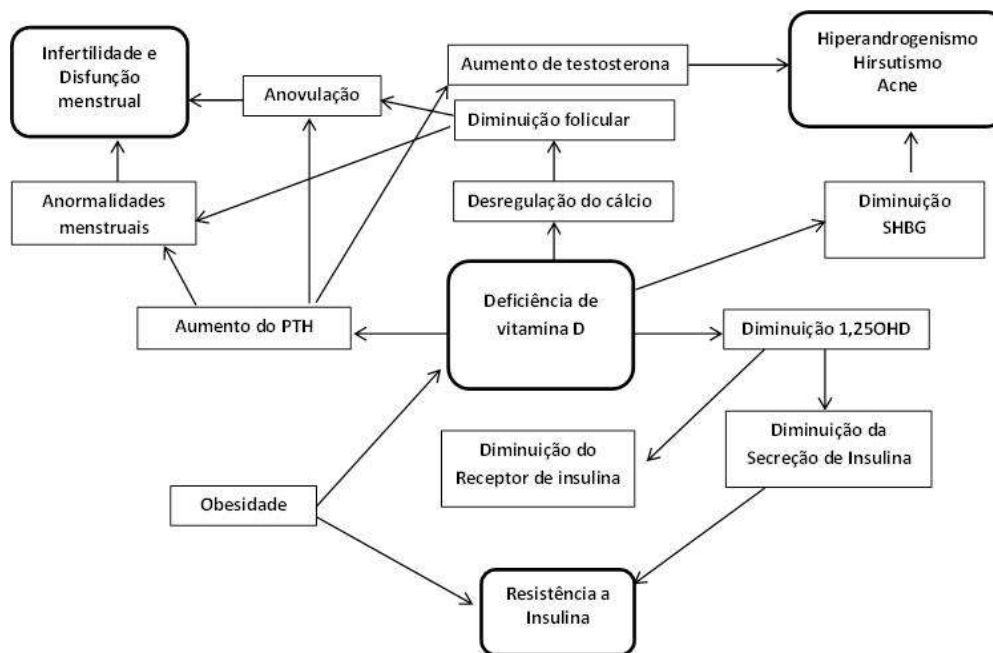 Infertilidade e
Disfunção
menstrual
Aumento de testosterona
Hiperandrogenismo
Hirsutismo
Acne
Anovulação
Diminuição folicular
Anormalidades
menstruais
Desregulação do cálcio
Diminuição
SHBG
Deficiência de
vitamina D
Aumento do PTH
Diminuição 1,25OHD
Diminuição do
Receptor de insulina
Diminuição da
Secreção de Insulina
Obesidade
Resistência a
Insulina